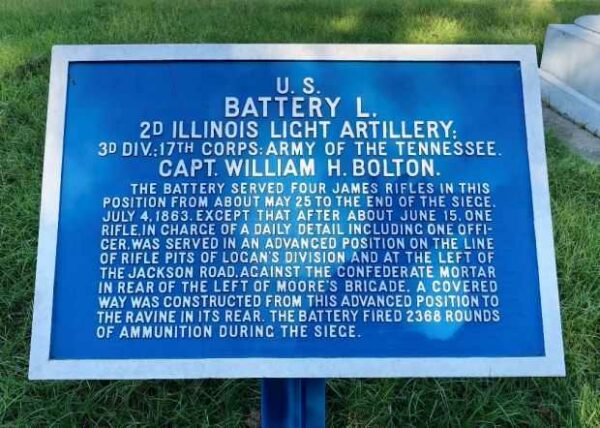 U. S.
BATTERY L.
2D ILLINOIS LIGHT ARTILLERY;
3D DIV.: 17TH CORPS: ARMY OF THE TENNESSEE.
CAPT. WILLIAM H. BOLTON.
THE BATTERY SERVED FOUR JAMES RIFLES IN THIS
POSITION FROM ABOUT MAY 25 TO THE END OF THE SIEGE,
JULY 4, 1863. EXCEPT THAT AFTER ABOUT JUNE 15, ONE
RIFLE, IN CHARGE OF A DAILY DETAIL INCLUDING ONE OFFI-
CER, WAS SERVED IN AN ADVANCED POSITION ON THE LINE
OF RIFLE PITS OF LOGAN'S DIVISION AND AT THE LEFT OF
THE JACKSON ROAD, AGAINST THE CONFEDERATE MORTAR
IN REAR OF THE LEFT OF MOORE'S BRIGADE. A COVERED
WAY WAS CONSTRUCTED FROM THIS ADVANCED POSITION TO
THE RAVINE IN ITS REAR. THE BATTERY FIRED 2368 ROUNDS
OF AMMUNITION DURING THE SIEGE.